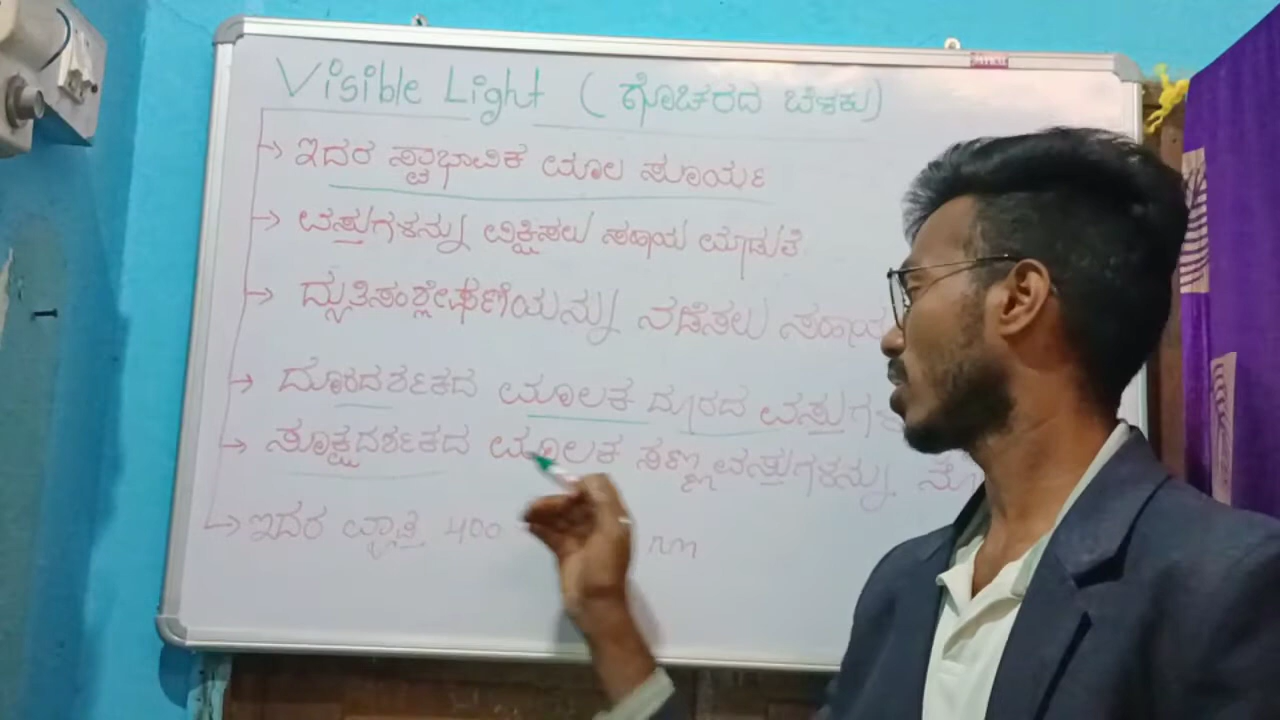 Visible Light (ಗೊಚರದ ಬೆಳಕು)
→ ಇದರ ಸ್ವಾಭಾವಿಕ ಮೂಲ ಸೂರ್ಯ
→ ವಸ್ತುಗಳನ್ನು ವಿಕ್ಷಿಸಲು ಸಹಾಯ ಮಾಡುತೆ
→ ದ್ಯುತಿಸಂಶ್ಲೇಷಣೆಯನ್ನು ನಡೆಸಲು ಸಹಾಯ
→ ದೂರದರ್ಶಕದ ಮೂಲಕ ದೂರದ ವಸ್ತುಗಳ
→ ಸೂಕ್ಷ್ಮದರ್ಶಕದ ಮೂಲಕ ಸಣ್ಣ ವಸ್ತುಗಳನ್ನು
→ ಇದರ ವ್ಯಾಪ್ತಿ 400 nm